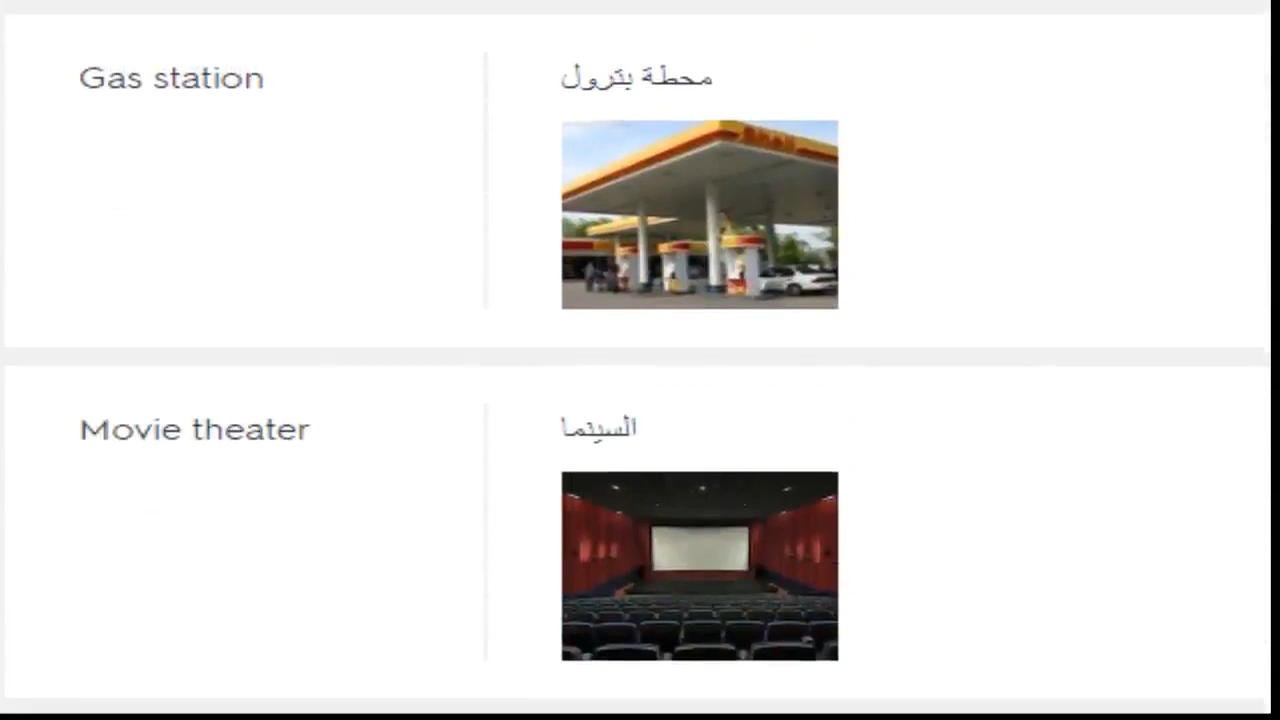 Gas station
محطة بترول
Movie theater
السينما